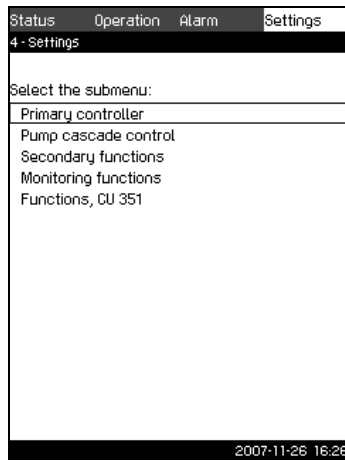 Status Operation Alarm Settings
4 - Settings
Select the submenu:
Primary controller
Pump cascade control
Secondary functions
Monitoring functions
Functions, CU 351
2007-11-26 16:26